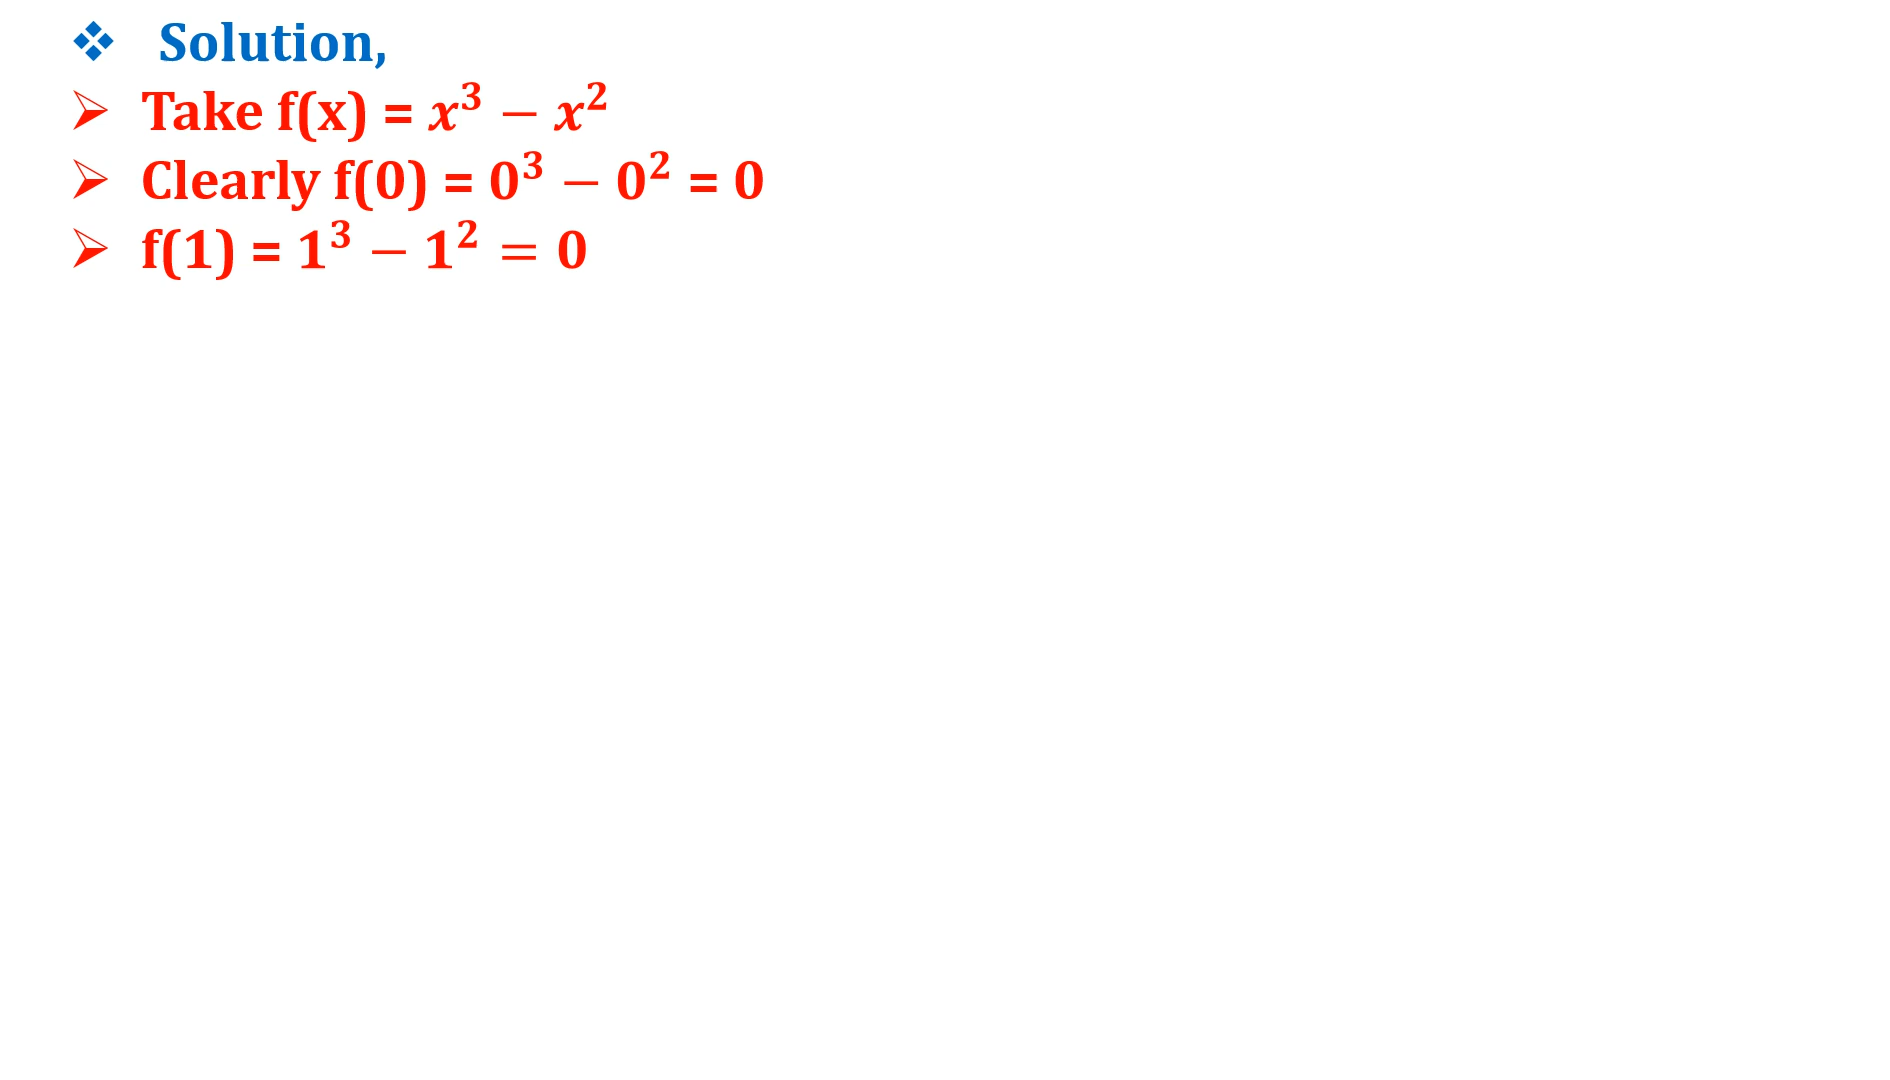 ❖ Solution,
➢ Take f(x) = 𝒙³ − 𝒙²
➢ Clearly f(0) = 0³ − 0² = 0
➢ f(1) = 1³ − 1² = 0